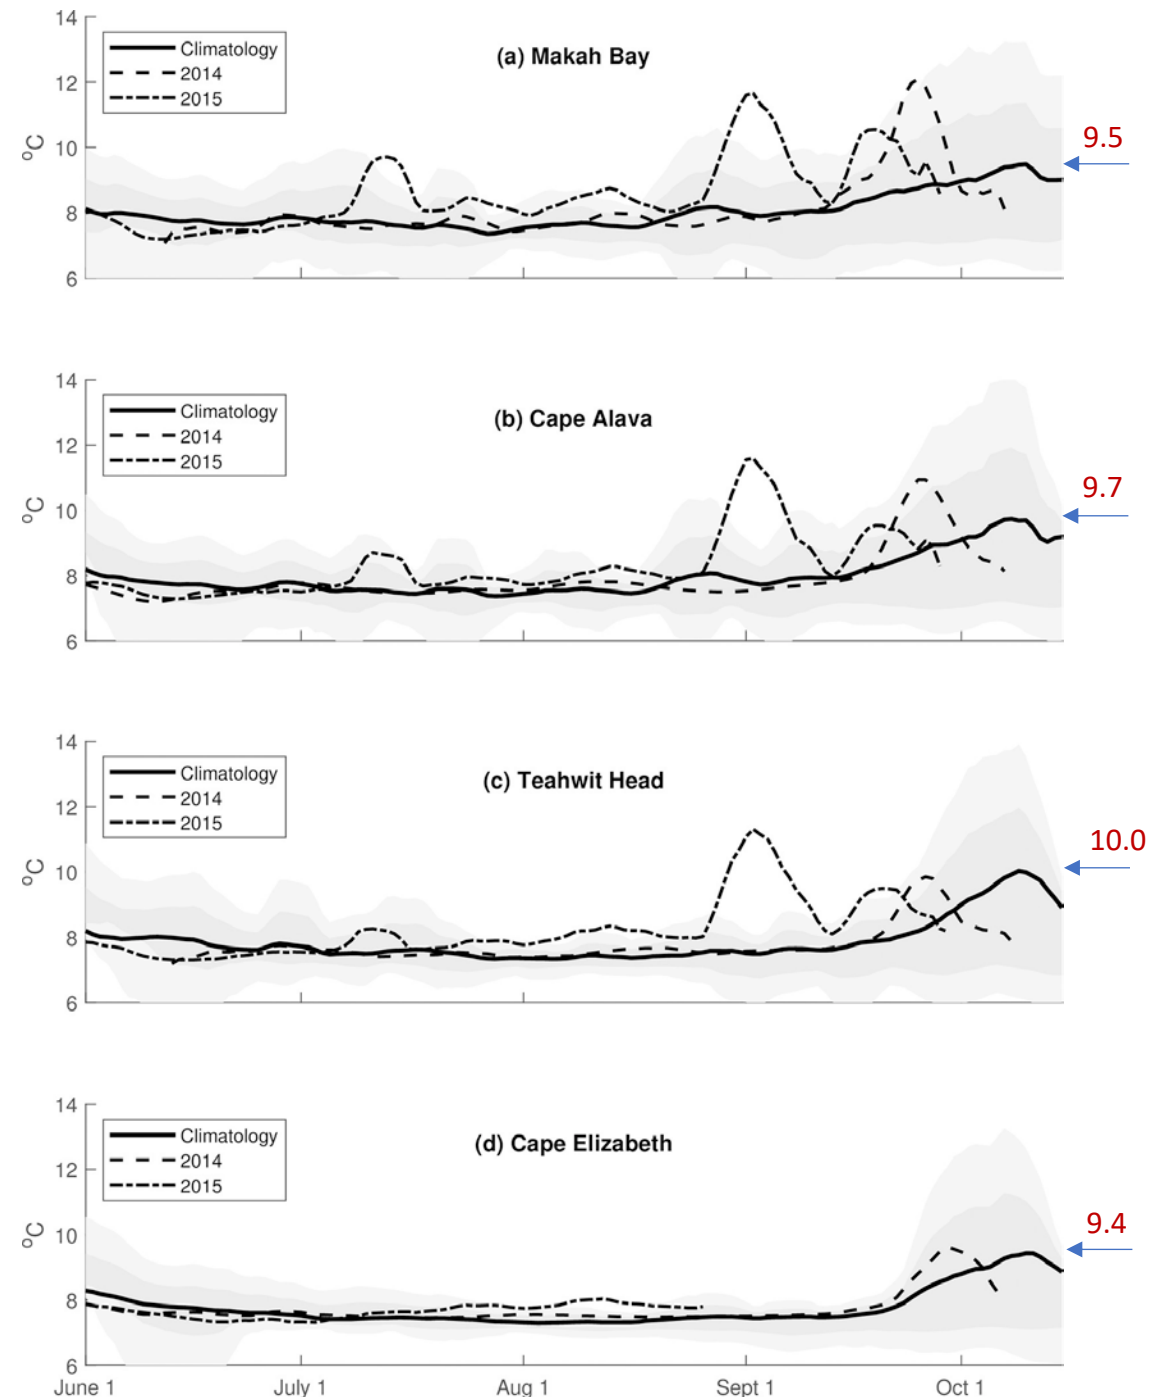 14
12
10
8
6
°C
Climatology
2014
2015
(a) Makah Bay
9.5
14
12
10
8
6
°C
Climatology
2014
2015
(b) Cape Alava
9.7
14
12
10
8
6
°C
Climatology
2014
2015
(c) Teahwit Head
10.0
14
12
10
8
6
°C
Climatology
2014
2015
(d) Cape Elizabeth
9.4
June 1 July 1 Aug 1 Sept 1 Oct 1